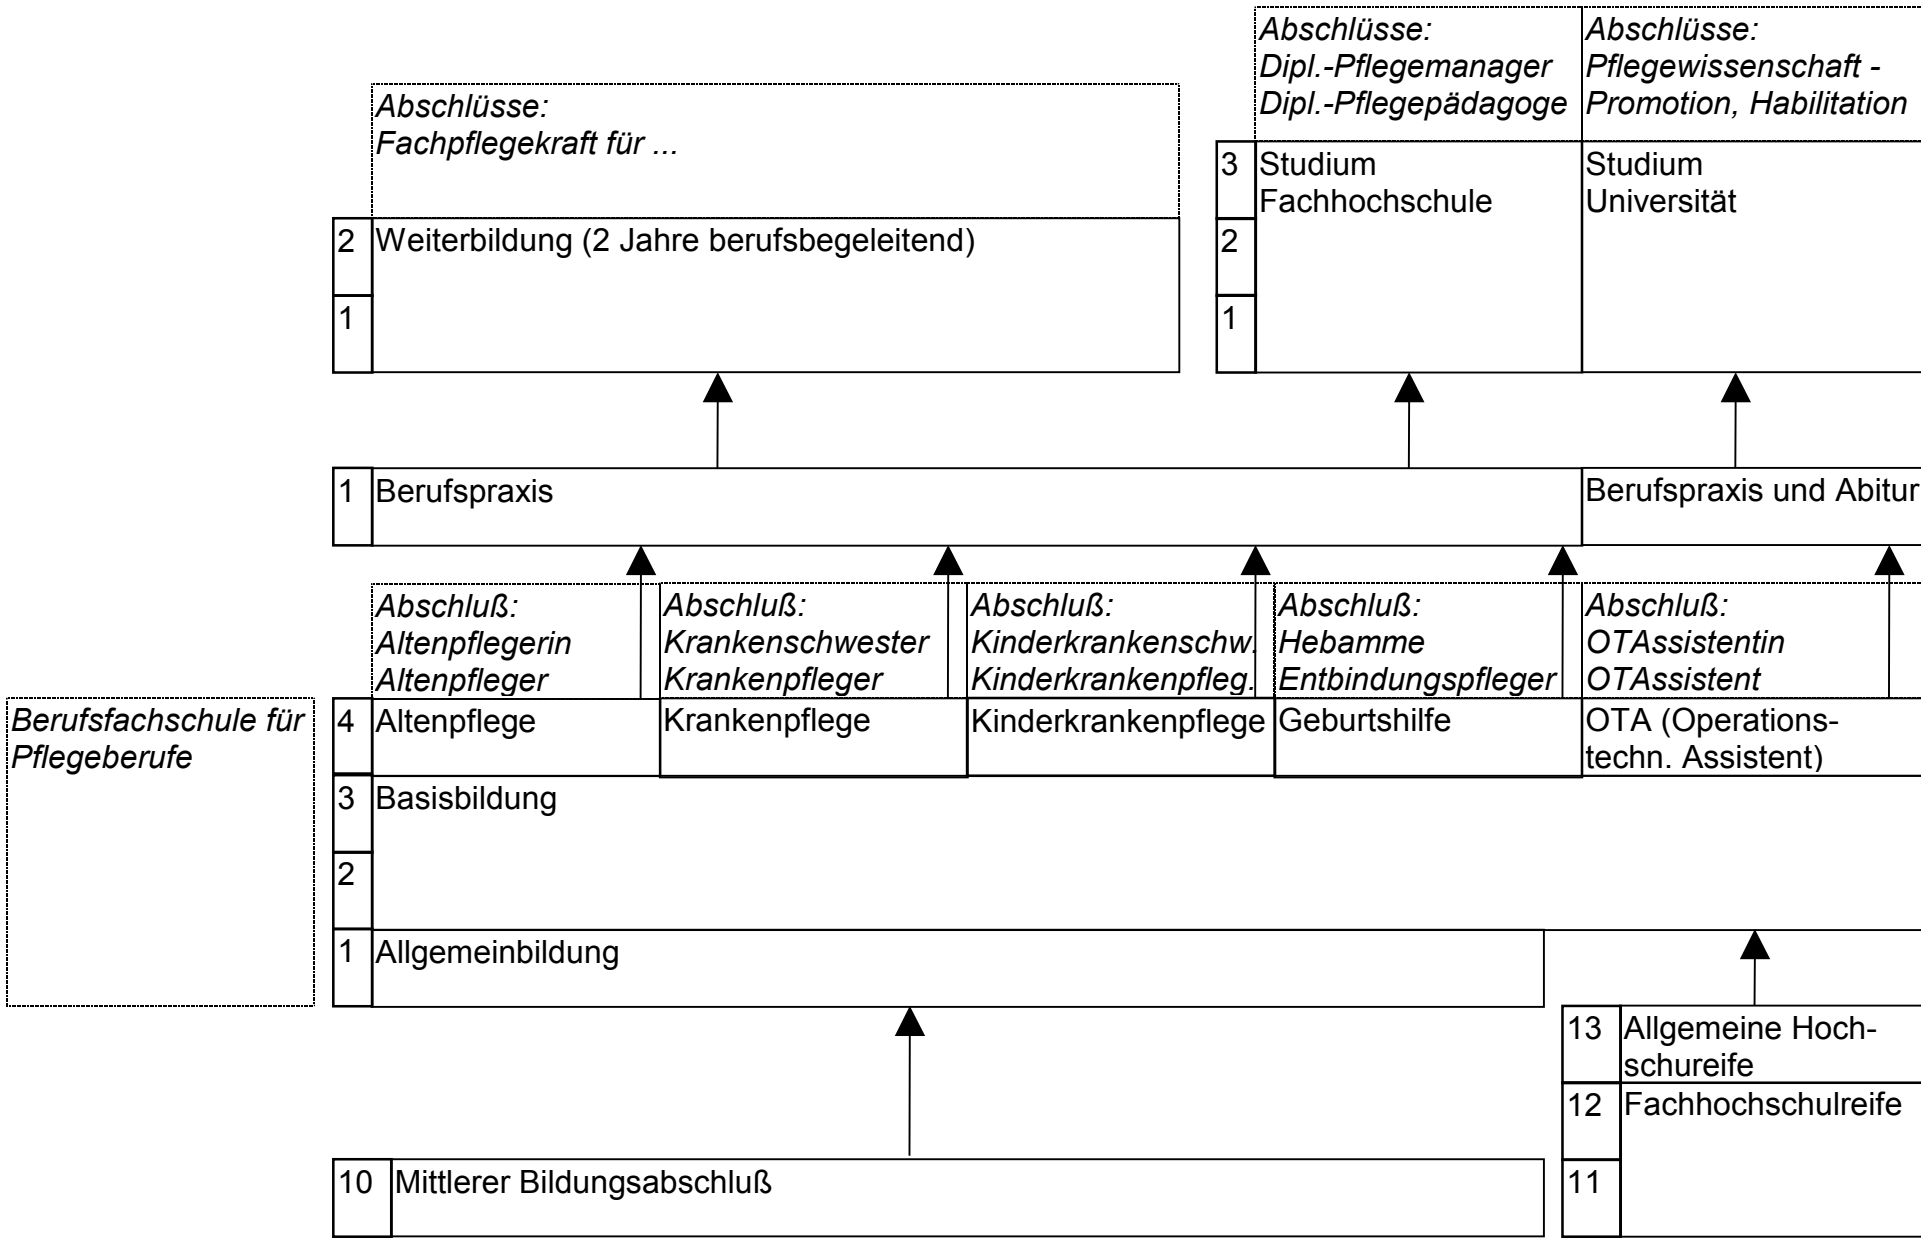 Abschlüsse:
Dipl.-Pflegemanager
Dipl.-Pflegepädagoge
Abschlüsse:
Pflegewissenschaft -
Promotion, Habilitation
Abschlüsse:
Fachpflegekraft für ...
3
Studium
Fachhochschule
Studium
Universität
2
1
2
Weiterbildung (2 Jahre berufsbegeleitend)
1
1
Berufspraxis
Berufspraxis und Abitur
Abschluß:
Altenpflegerin
Altenpfleger
Abschluß:
Krankenschwester
Krankenpfleger
Abschluß:
Kinderkrankenschw.
Kinderkrankenpfleg.
Abschluß:
Hebamme
Entbindungspfleger
Abschluß:
OTAssistentin
OTAssistent
Berufsfachschule für
Pflegeberufe
4
Altenpflege
Krankenpflege
Kinderkrankenpflege
Geburtshilfe
OTA (Operations-
techn. Assistent)
3
Basisbildung
2
1
Allgemeinbildung
13
Allgemeine Hoch-
schureife
12
Fachhochschulreife
11
10
Mittlerer Bildungsabschluß